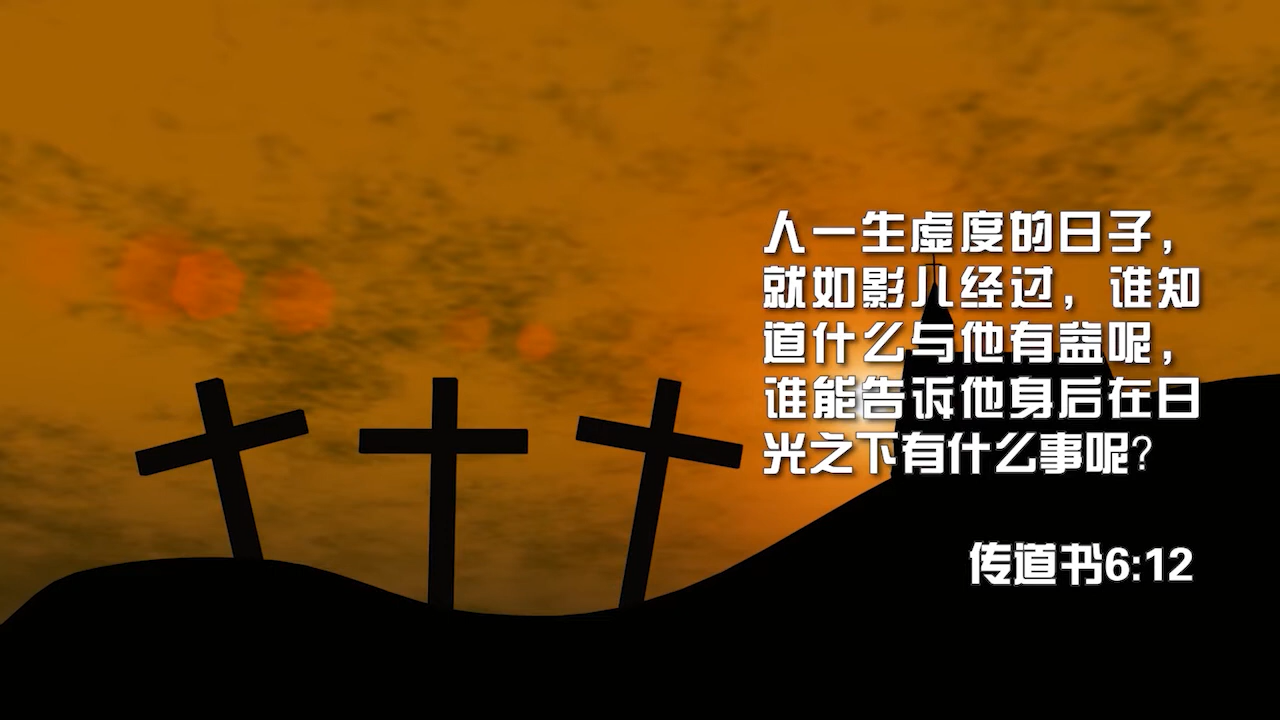 人一生虚度的日子，
就如影儿经过，谁知
道什么与他有益呢，
谁能告诉他身后在日
光之下有什么事呢？
传道书6:12